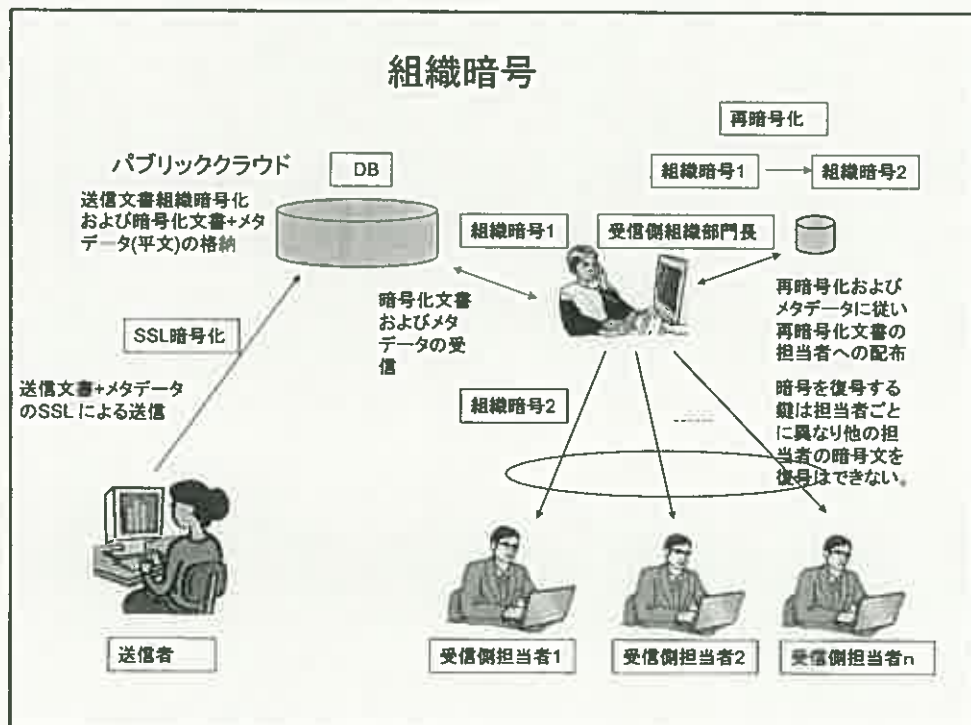 組織暗号
再暗号化
組織暗号1
組織暗号2
パブリッククラウド
DB
送信文書組織暗号化
および暗号化文書+メタ
データ(平文)の格納
組織暗号1
受信側組織部門長
暗号化文書
およびメタ
データの受
信
再暗号化および
メタデータに従い
再暗号化文書の
担当者への配布
SSL暗号化
送信文書+メタデータ
のSSLによる送信
組織暗号2
暗号を復号する
鍵は担当者ごと
に異なり他の担
当者の暗号文を
復号はできない。
送信者
受信側担当者1
受信側担当者2
受信側担当者n